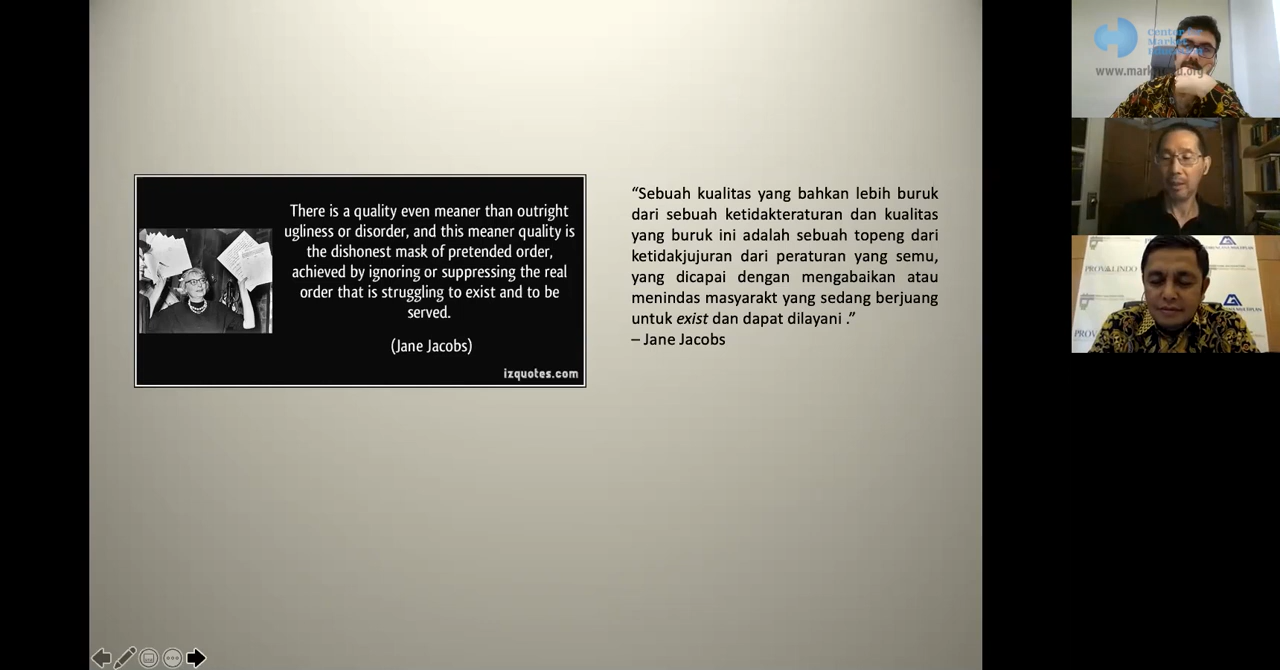 There is a quality even meaner than outright
ugliness or disorder, and this meaner quality is
the dishonest mask of pretended order,
achieved by ignoring or suppressing the real
order that is struggling to exist and to be
served.
(Jane Jacobs)
izquotes.com
“Sebuah kualitas yang bahkan lebih buruk
dari sebuah ketidakteraturan dan kualitas
yang buruk ini adalah sebuah topeng dari
ketidakjujuran dari peraturan yang semu,
yang dicapai dengan mengabaikan atau
menindas masyarakt yang sedang berjuang
untuk exist dan dapat dilayani .”
– Jane Jacobs
Center
Market
www.mark
.org
PROVALINDO